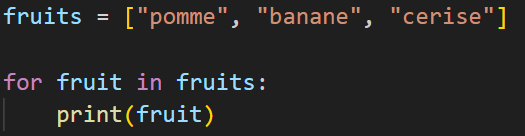 fruits = ["pomme", "banane", "cerise"]
for fruit in fruits:
    print(fruit)